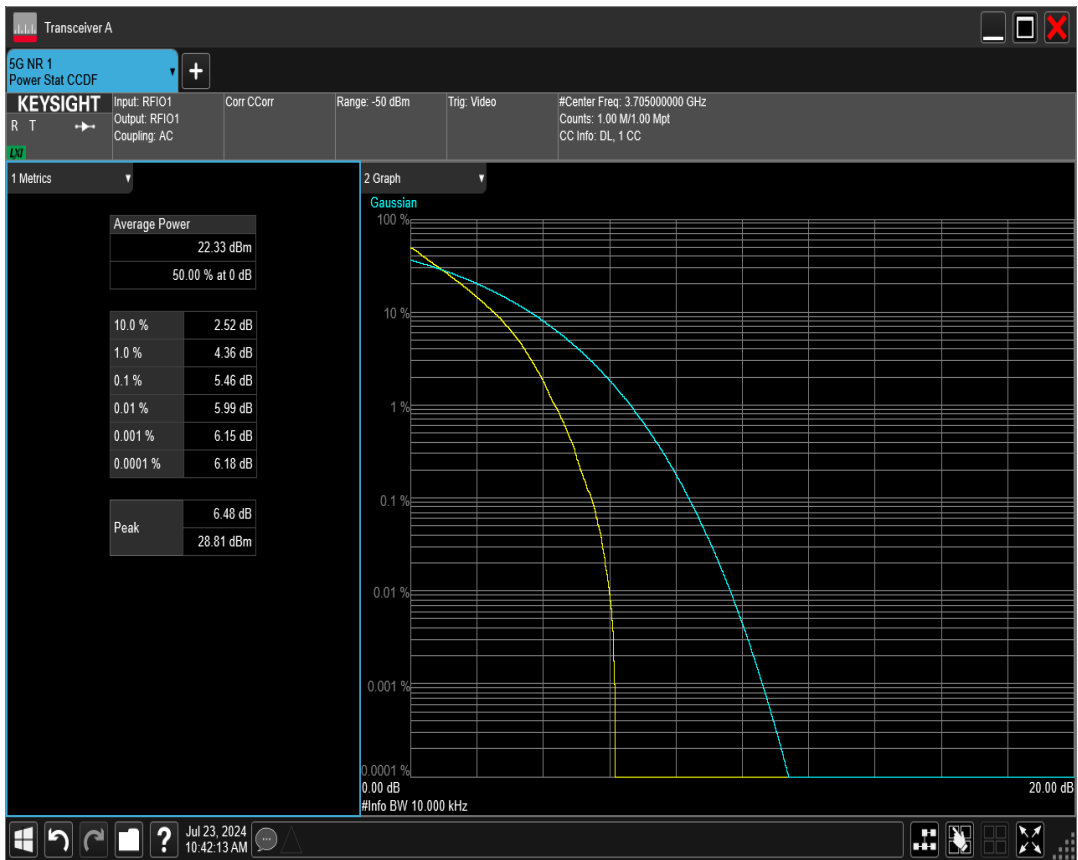 Transceiver A
5G NR 1
Power Stat CCDF
KEYSIGHT
R T
LXI
Input: RFIO1
Output: RFIO1
Coupling: AC
Corr CCorr
Range: -50 dBm
Trig: Video
#Center Freq: 3.705000000 GHz
Counts: 1.00 M/1.00 Mpt
CC Info: DL, 1 CC
1 Metrics
Average Power
22.33 dBm
50.00 % at 0 dB
10.0 % 2.52 dB
1.0 % 4.36 dB
0.1 % 5.46 dB
0.01 % 5.99 dB
0.001 % 6.15 dB
0.0001 % 6.18 dB
Peak 6.48 dB
28.81 dBm
2 Graph
Gaussian
100 %
10 %
1 %
0.1 %
0.01 %
0.001 %
0.0001 %
0.00 dB 20.00 dB
#Info BW 10.000 kHz
Jul 23, 2024
10:42:13 AM